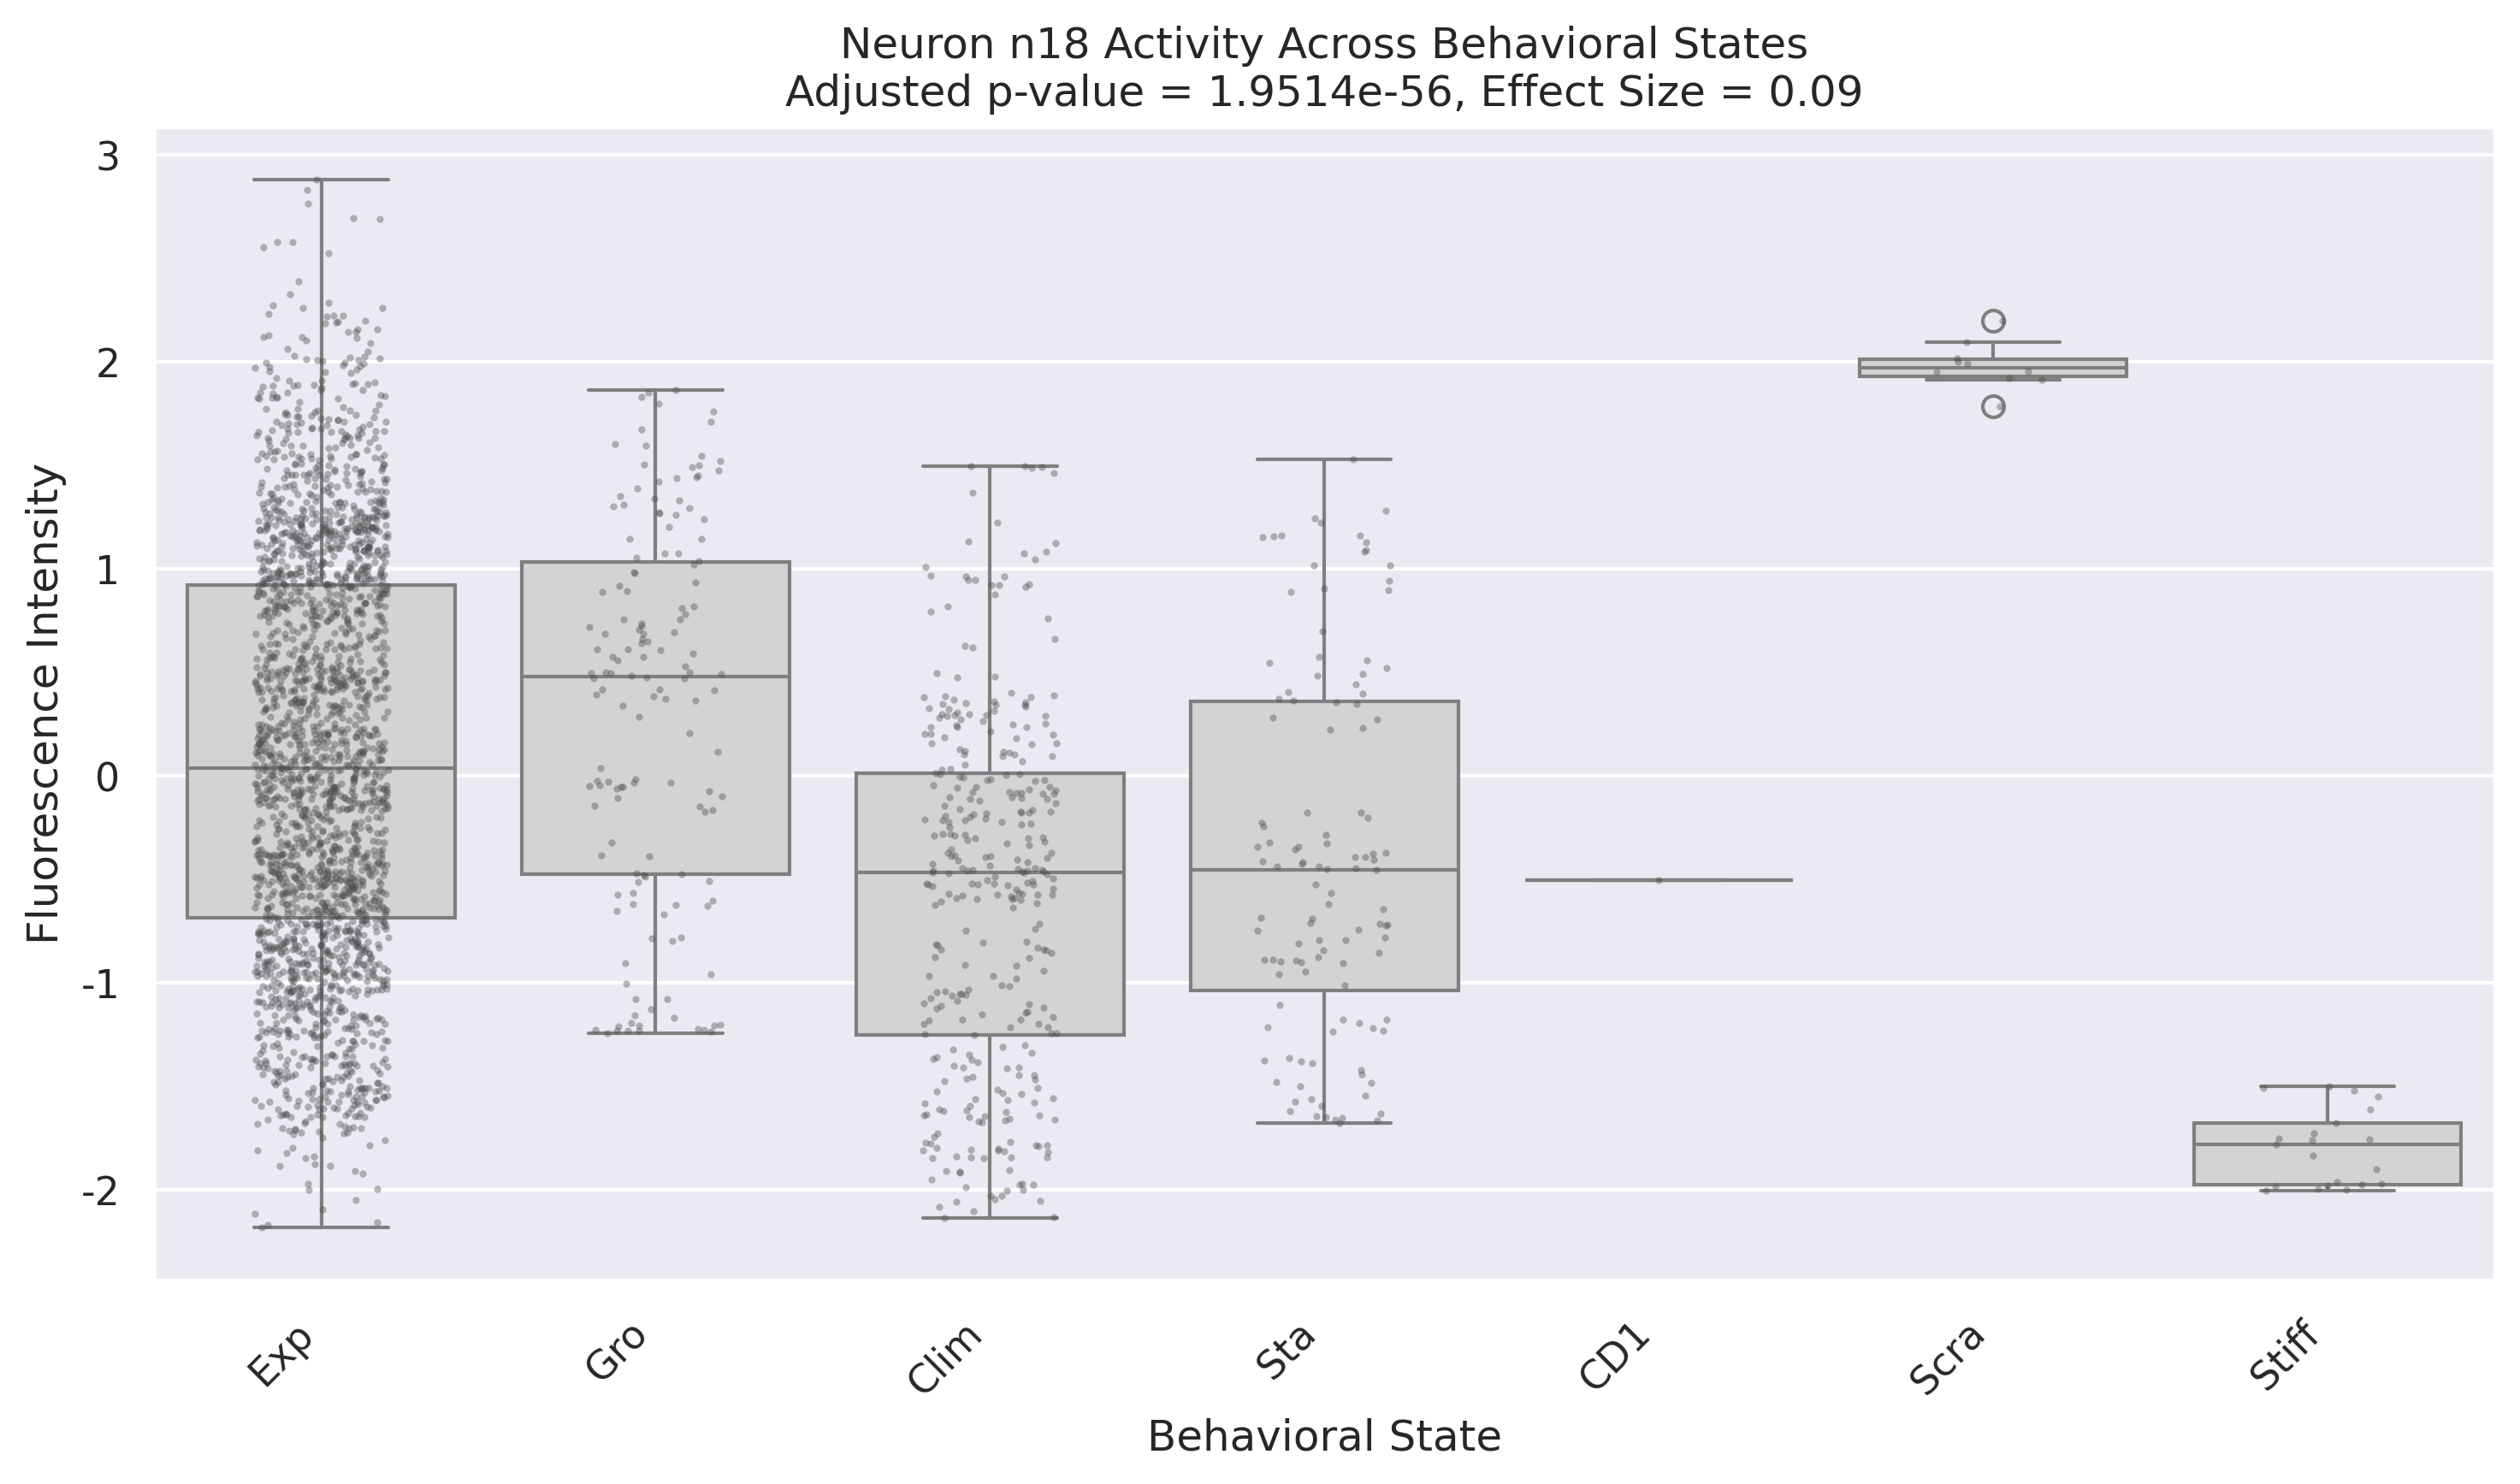 Neuron n18 Activity Across Behavioral States
Adjusted p-value = 1.9514e-56, Effect Size = 0.09
Fluorescence Intensity
3
2
1
0
-1
-2
Exp
Gro
Clim
Sta
CD1
Scra
Stiff
Behavioral State